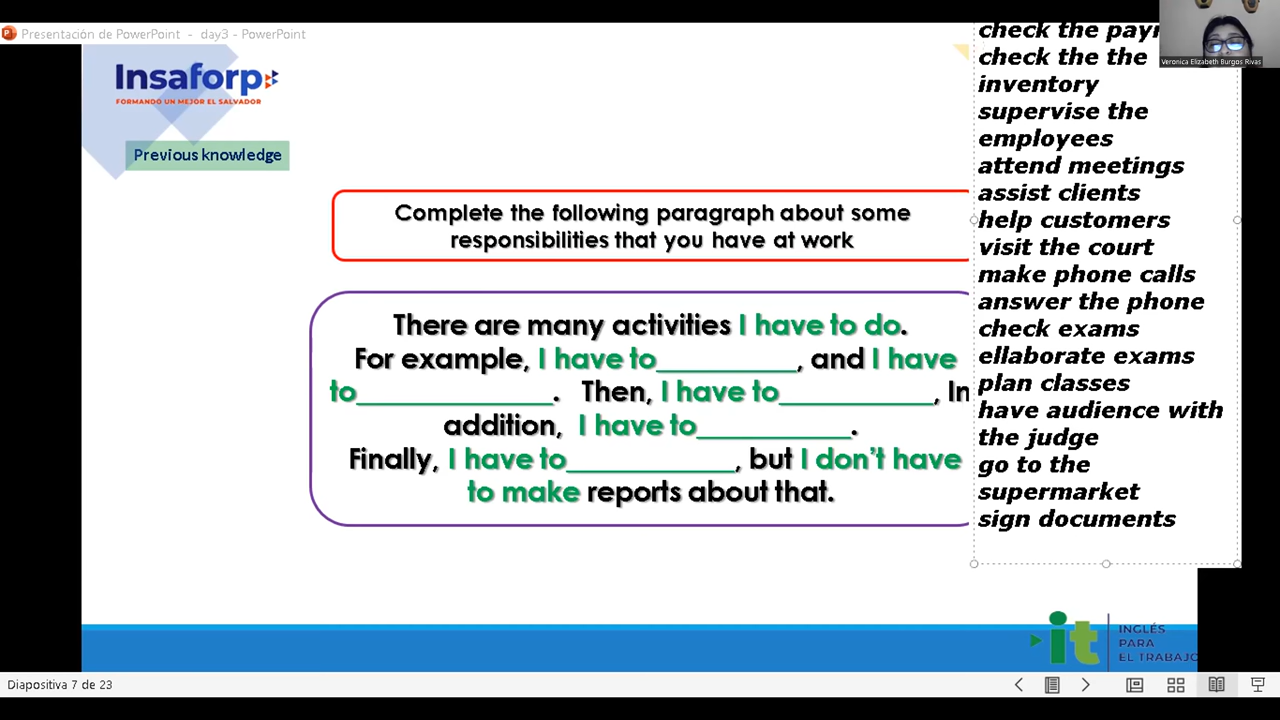 Presentación de PowerPoint - day3 - PowerPoint
Insaforp
FORMANDO UN MEJOR EL SALVADOR
Previous knowledge
Complete the following paragraph about some
responsibilities that you have at work
There are many activities I have to do.
For example, I have to__________, and I have
to______________. Then, I have to___________, In
addition, I have to___________.
Finally, I have to____________, but I don't have
to make reports about that.
check the
check the the
inventory
supervise the
employees
attend meetings
assist clients
help customers
visit the court
make phone calls
answer the phone
check exams
ellaborate exams
plan classes
have audience with
the judge
go to the
supermarket
sign documents
Veronica Elizabeth Burgos Rivas
it
INGLÉS
PARA
EL TRABAJO
Diapositiva 7 de 23